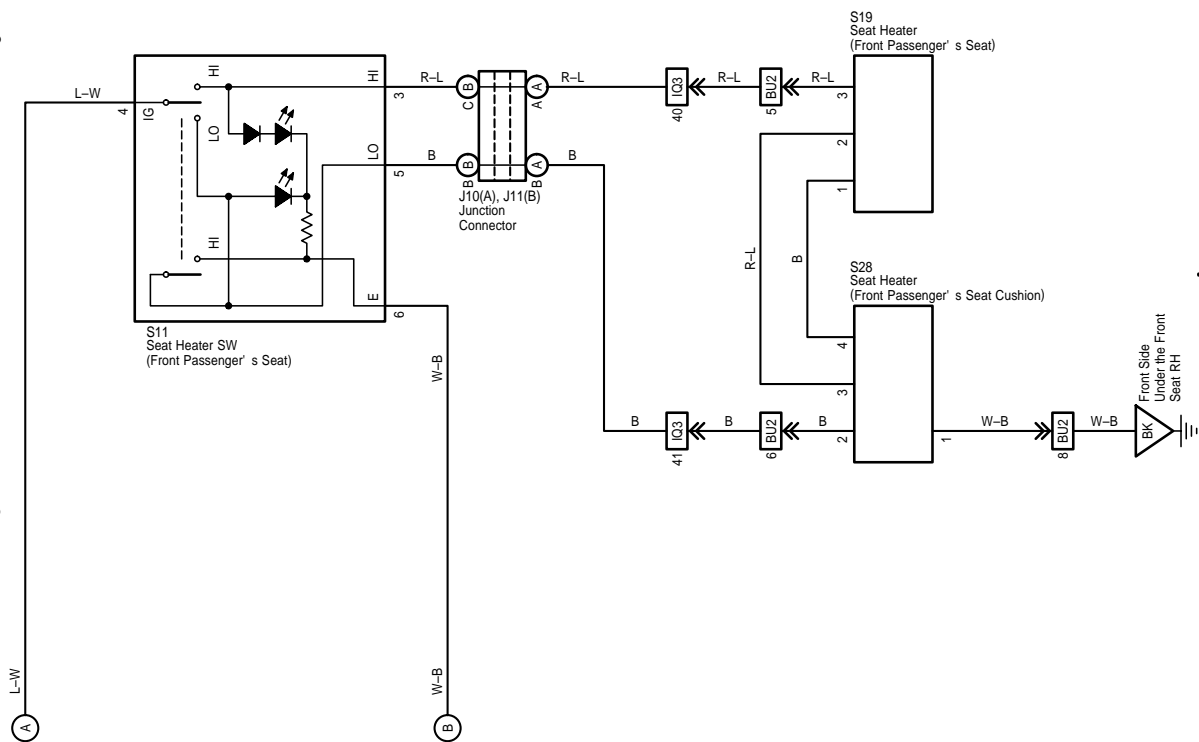 S19
Seat Heater
(Front Passenger' s Seat)
L–W
4
IG
HI
LO
HI
HI
3
LO
5
E
6
R–L
B
C
A
A
R–L
IQ3
40
R–L
BU2
5
R–L
3
2
1
B
B
B
A
B
B
J10(A), J11(B)
Junction
Connector
S11
Seat Heater SW
(Front Passenger' s Seat)
R–L
B
S28
Seat Heater
(Front Passenger' s Seat Cushion)
4
3
2
1
W–B
B
IQ3
41
B
BU2
6
B
W–B
BU2
8
W–B
BK
Front Side
Under the Front
Seat RH
L–W
A
W–B
B